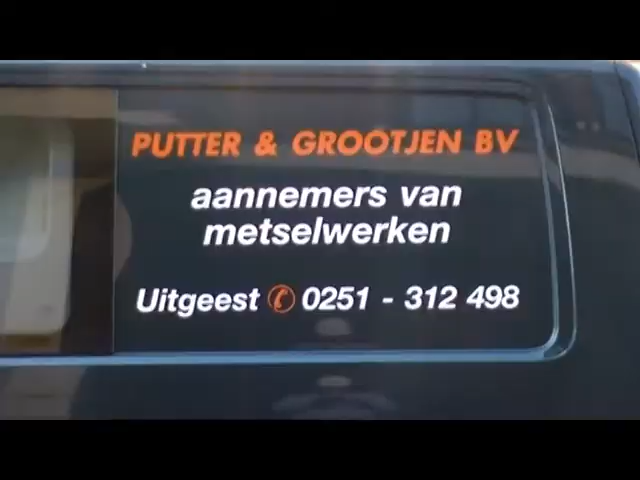 PUTTER & GROOTJEN BV
aannemers van
metselwerken
Uitgeest ✆ 0251 - 312 498